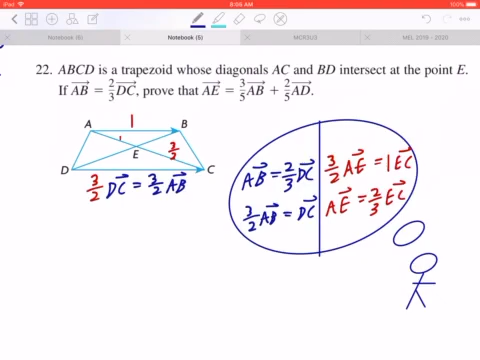 iPad
8:09 AM
100%
Notebook (6)
Notebook (5)
MCR3U3
MEL 2019 - 2020
22. ABCD is a trapezoid whose diagonals AC and BD intersect at the point E.
If AB = 2/3 DC, prove that AE = 3/5 AB + 2/5 AD.
1
A B
1
E 2/3
D C
3/2 DC = 3/2 AB
AB = 2/3 DC
3/2 AB = DC
3/2 AE = 1 EC
AE = 2/3 EC